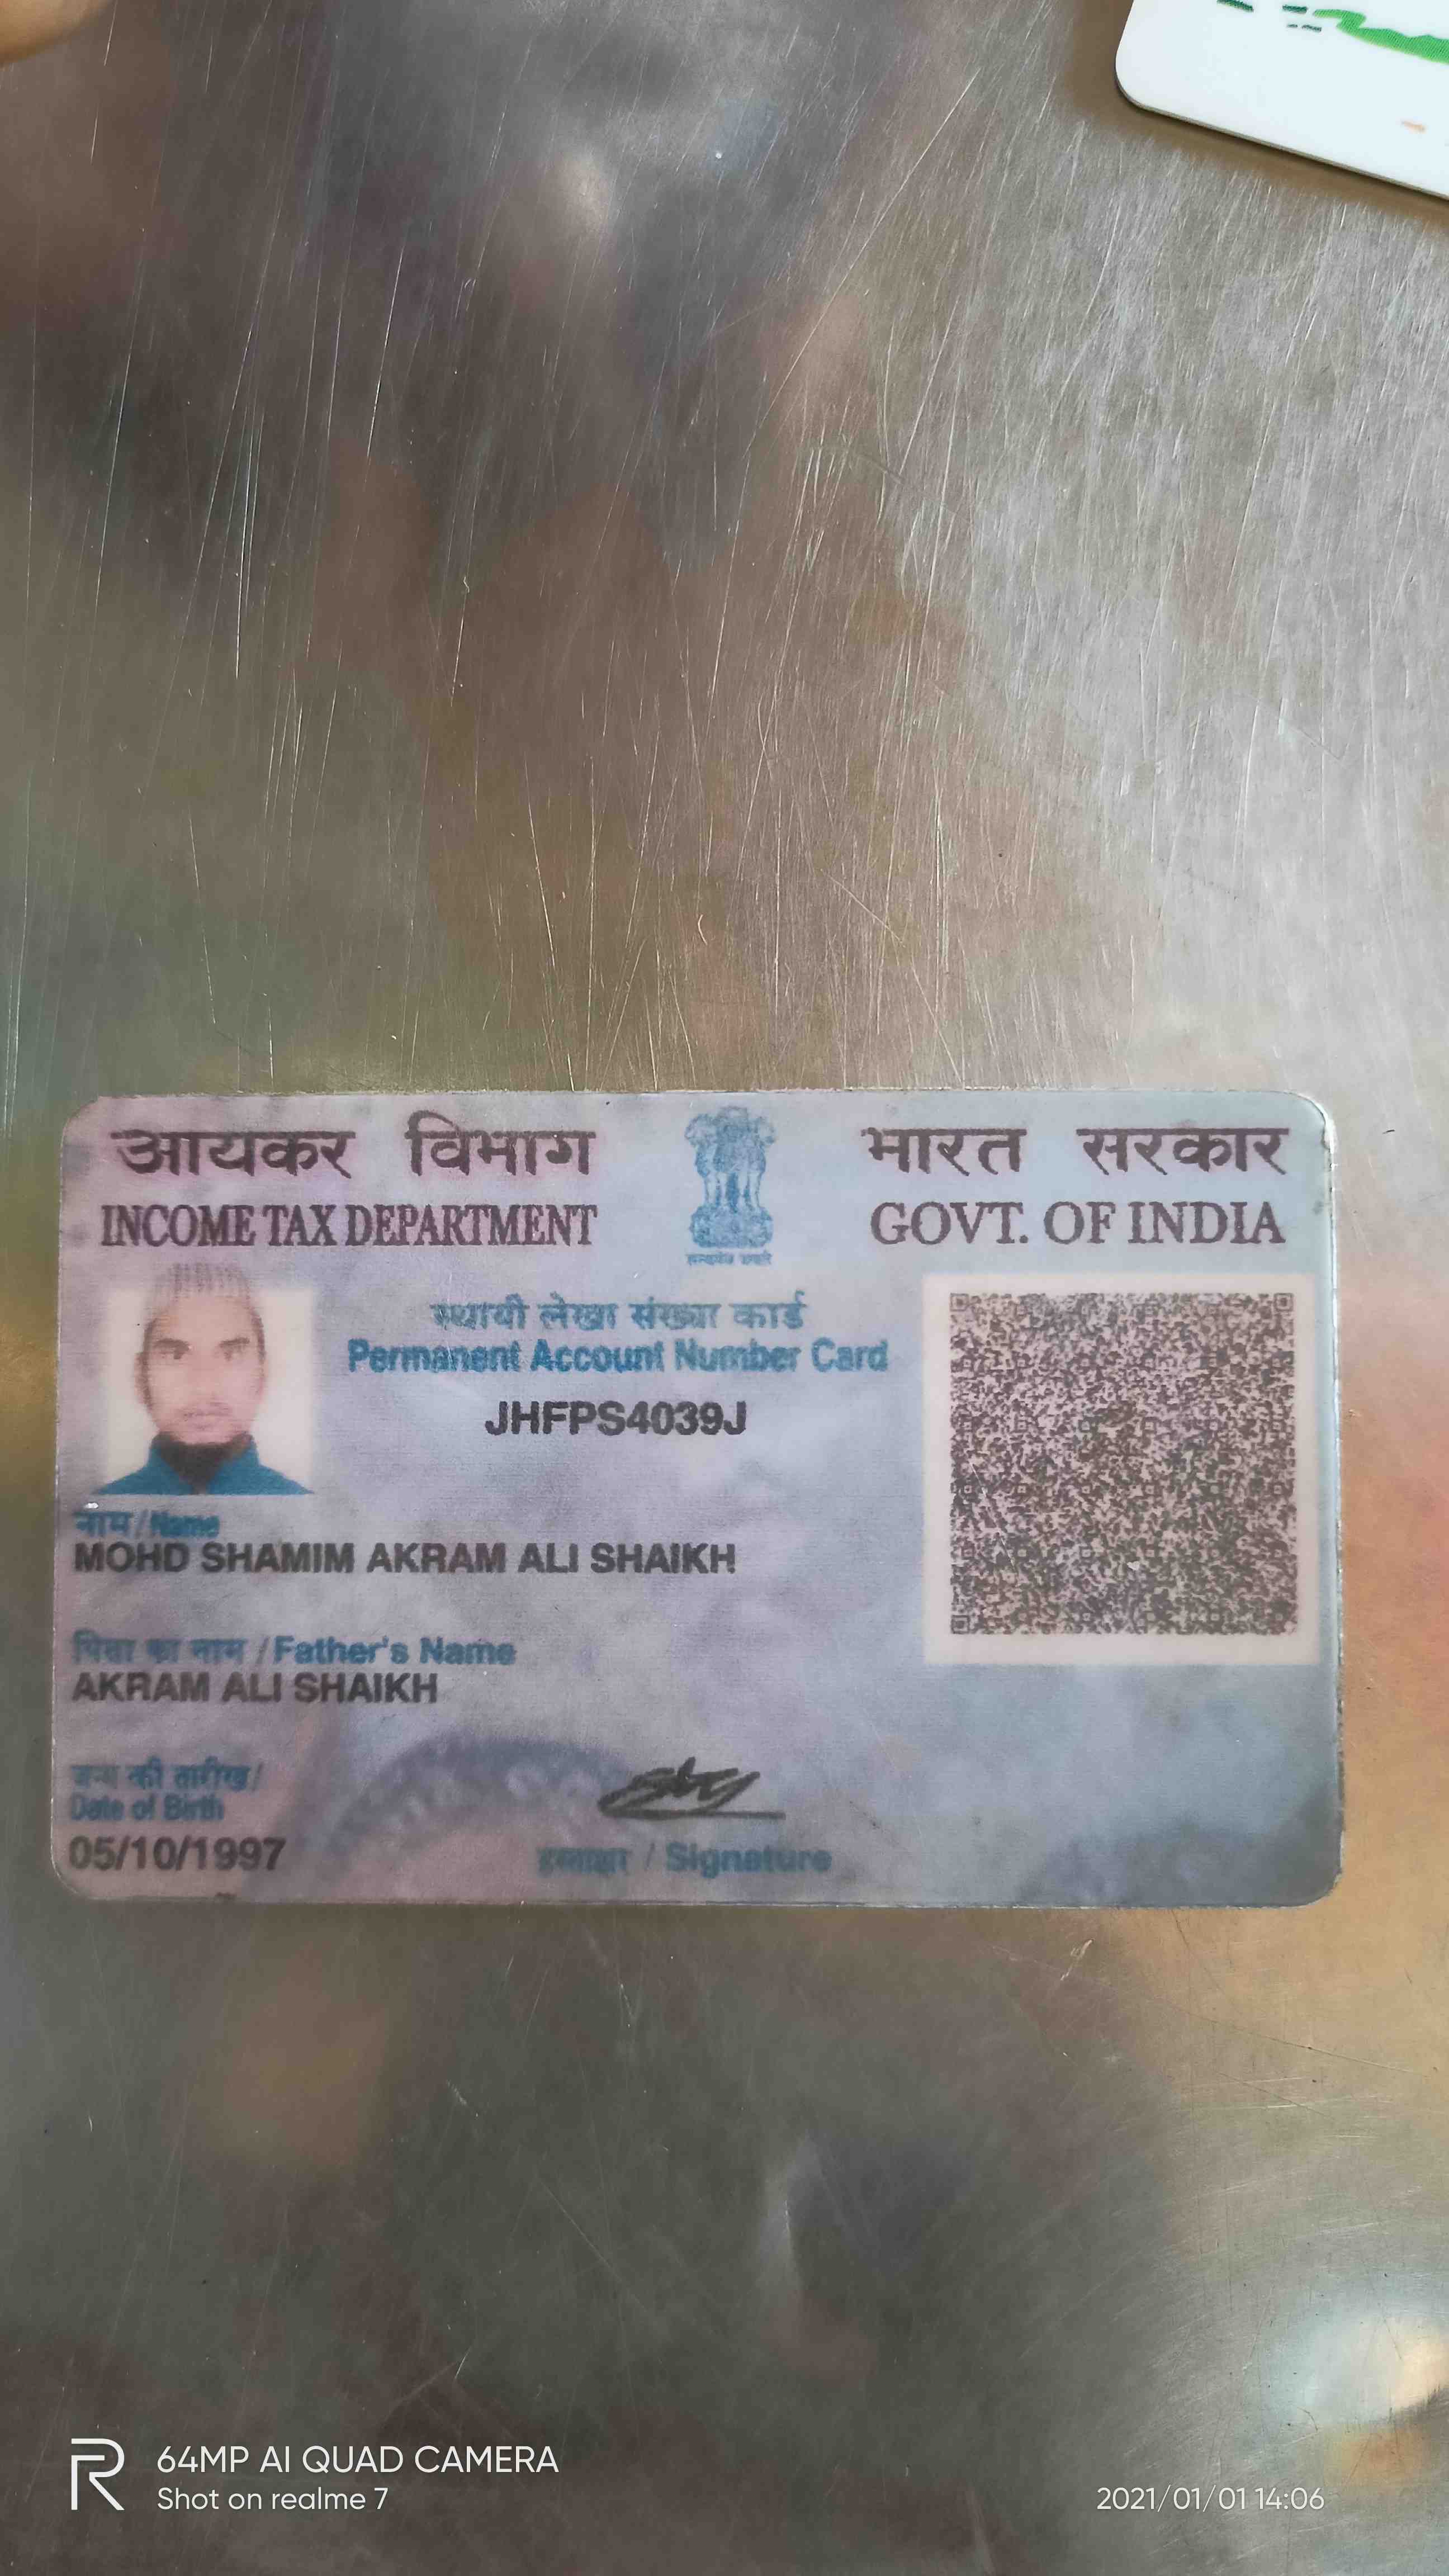 आयकर विभाग
INCOME TAX DEPARTMENT
भारत सरकार
GOVT. OF INDIA
सत्यमेव जयते
स्थायी लेखा संख्या कार्ड
Permanent Account Number Card
JHFPS4039J
नाम / Name
MOHD SHAMIM AKRAM ALI SHAIKH
पिता का नाम / Father's Name
AKRAM ALI SHAIKH
जन्म की तारीख /
Date of Birth
05/10/1997
हस्ताक्षर / Signature
R
64MP AI QUAD CAMERA
Shot on realme 7
2021/01/01 14:06